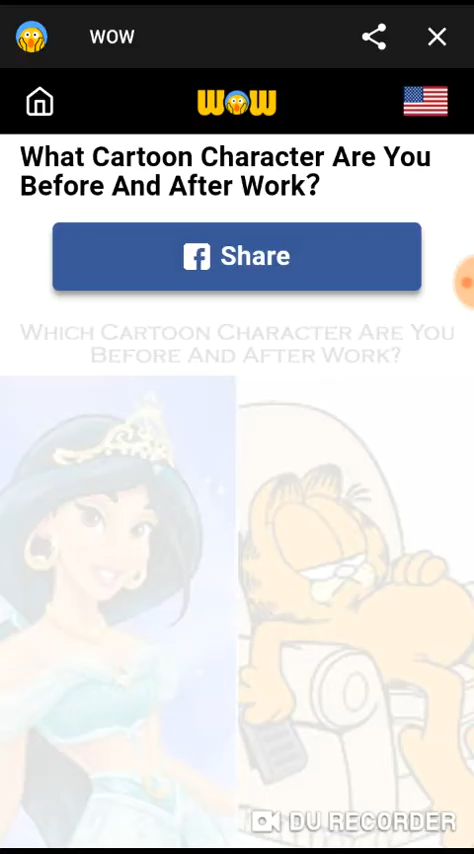 WOW
WOW
What Cartoon Character Are You
Before And After Work?
Share
Which Cartoon Character Are You
Before And After Work?
DU RECORDER